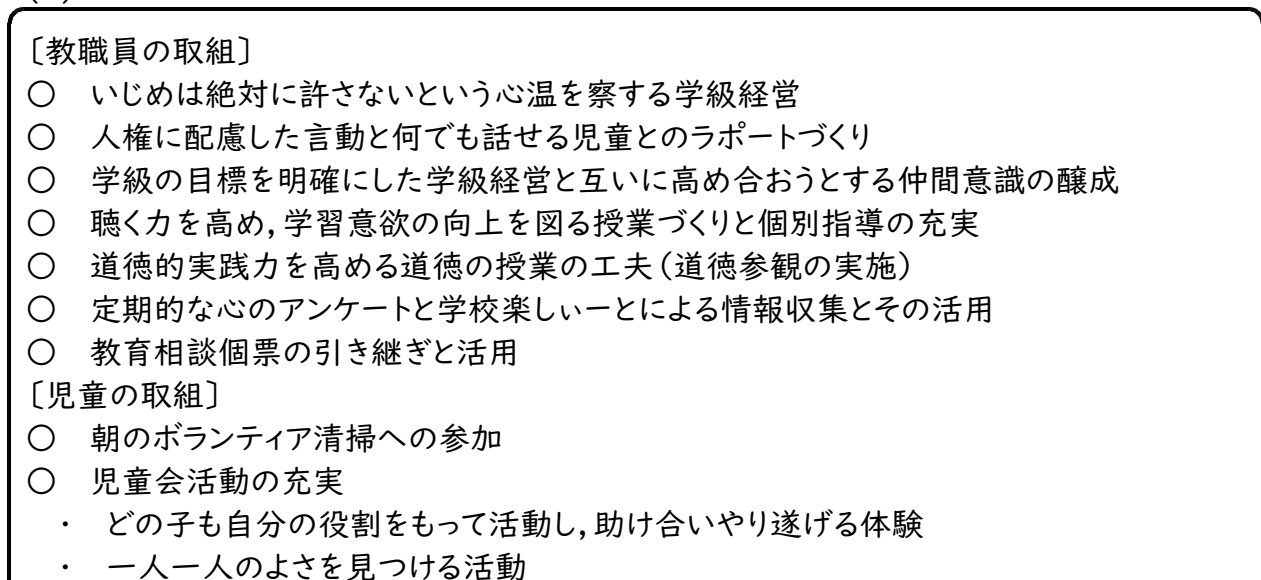 〔教職員の取組〕
○ いじめは絶対に許さないという心温を察する学級経営
○ 人権に配慮した言動と何でも話せる児童とのラポートづくり
○ 学級の目標を明確にした学級経営と互いに高め合おうとする仲間意識の醸成
○ 聴く力を高め,学習意欲の向上を図る授業づくりと個別指導の充実
○ 道徳的実践力を高める道徳の授業の工夫(道徳参観の実施)
○ 定期的な心のアンケートと学校楽しぃーとによる情報収集とその活用
○ 教育相談個票の引き継ぎと活用
〔児童の取組〕
○ 朝のボランティア清掃への参加
○ 児童会活動の充実
・ どの子も自分の役割をもって活動し,助け合いやり遂げる体験
・ 一人一人のよさを見つける活動